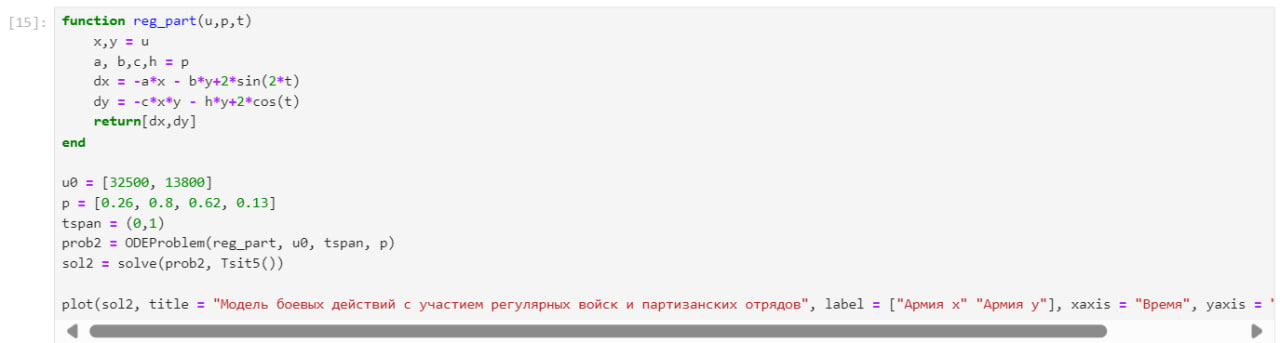 [15]: function reg_part(u,p,t)
x,y = u
a, b,c,h = p
dx = -a*x - b*y+2*sin(2*t)
dy = -c*x*y - h*y+2*cos(t)
return[dx,dy]
end
u0 = [32500, 13800]
p = [0.26, 0.8, 0.62, 0.13]
tspan = (0,1)
prob2 = ODEProblem(reg_part, u0, tspan, p)
sol2 = solve(prob2, Tsit5())
plot(sol2, title = "Модель боевых действий с участием регулярных войск и партизанских отрядов", label = ["Армия x" "Армия y"], xaxis = "Время", yaxis = "